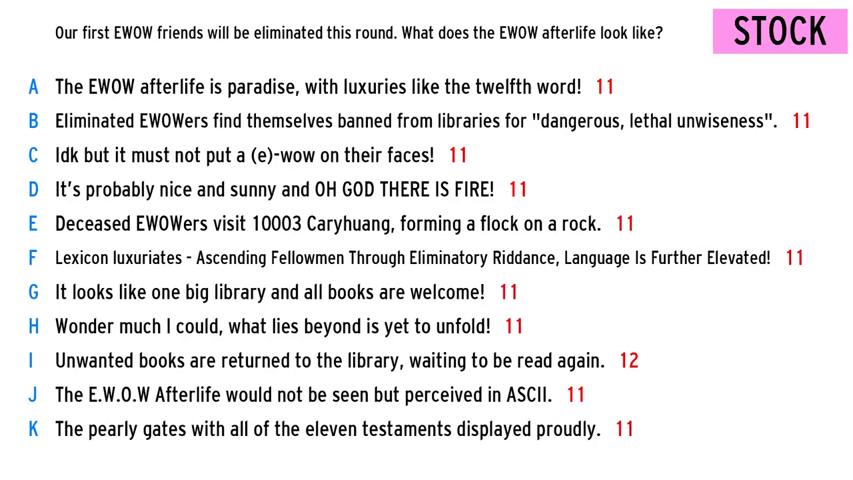 Our first EWOW friends will be eliminated this round. What does the EWOW afterlife look like?
STOCK
A The EWOW afterlife is paradise, with luxuries like the twelfth word! 11
B Eliminated EWOWers find themselves banned from libraries for "dangerous, lethal unwiseness". 11
C Idk but it must not put a (e)-wow on their faces! 11
D It's probably nice and sunny and OH GOD THERE IS FIRE! 11
E Deceased EWOWers visit 10003 Caryhuang, forming a flock on a rock. 11
F Lexicon luxuriates - Ascending Fellowmen Through Eliminatory Riddance, Language Is Further Elevated! 11
G It looks like one big library and all books are welcome! 11
H Wonder much I could, what lies beyond is yet to unfold! 11
I Unwanted books are returned to the library, waiting to be read again. 12
J The E.W.O.W Afterlife would not be seen but perceived in ASCII. 11
K The pearly gates with all of the eleven testaments displayed proudly. 11